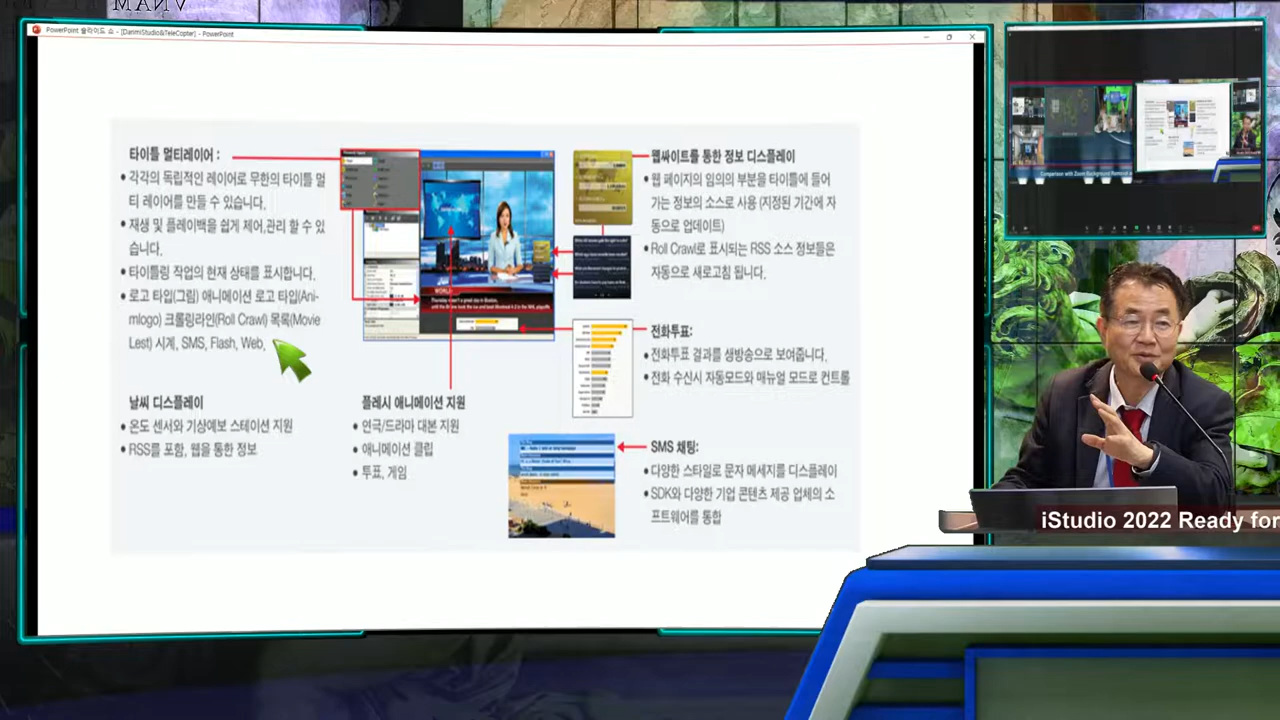 PowerPoint 슬라이드 쇼 - [DanmiStudio&TeleCopter] - PowerPoint
타이틀 멀티레이어 :
• 각각의 독립적인 레이어로 무한의 타이틀 멀
티 레이어를 만들 수 있습니다.
• 재생 및 플레이백을 쉽게 제어,관리 할 수 있
습니다.
• 타이틀링 작업의 현재 상태를 표시합니다.
• 로고 타입(그림) 애니메이션 로고 타입(Ani-
mlogo) 크롤링라인(Roll Crawl) 목록(Movie
Lest) 시계, SMS, Flash, Web,
날씨 디스플레이
• 온도 센서와 기상예보 스테이션 지원
• RSS를 포함, 웹을 통한 정보
플레시 애니메이션 지원
• 연극/드라마 대본 지원
• 애니메이션 클립
• 투표, 게임
WORLD
웹싸이트를 통한 정보 디스플레이
• 웹 페이지의 임의의 부분을 타이틀에 들어
가는 정보의 소스로 사용 (지정된 기간에 자
동으로 업데이트)
• Roll Crawl로 표시되는 RSS 소스 정보들은
자동으로 새로고침 됩니다.
전화투표:
• 전화투표 결과를 생방송으로 보여줍니다,
• 전화 수신시 자동모드와 매뉴얼 모드로 컨트롤
SMS 채팅:
• 다양한 스타일로 문자 메세지를 디스플레이
• SDK와 다양한 기업 콘텐츠 제공 업체의 소
프트웨어를 통합
Comparison with Zoom Background Removal
iStudio 2022 Ready for